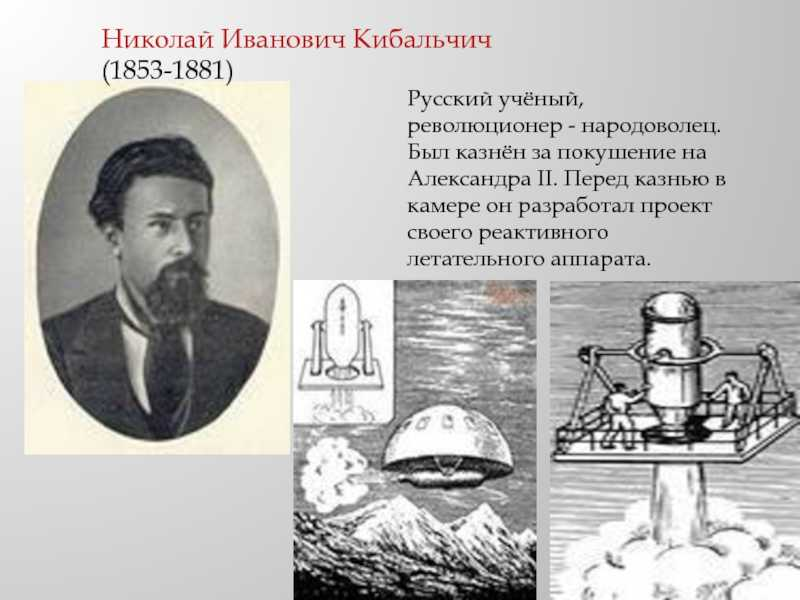 Николай Иванович Кибальчич
(1853-1881)
Русский учёный,
революционер - народоволец.
Был казнён за покушение на
Александра II. Перед казнью в
камере он разработал проект
своего реактивного
летательного аппарата.